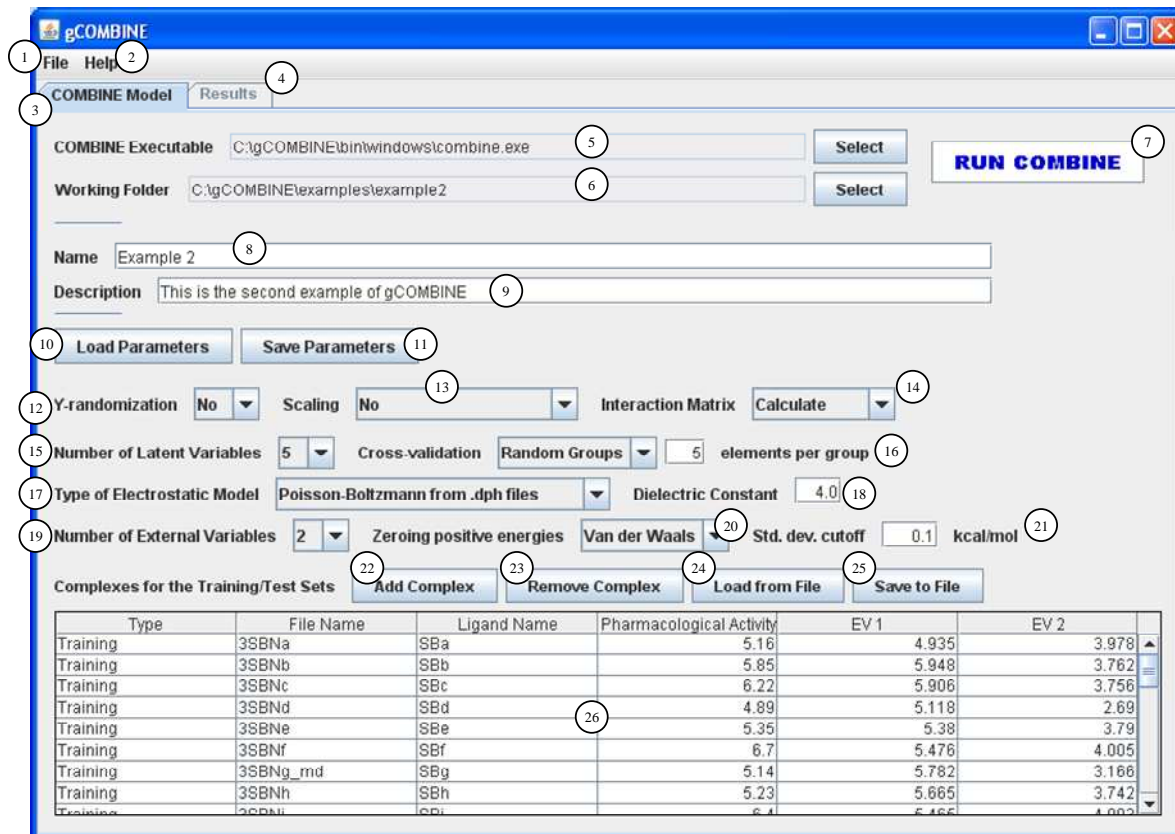 gCOMBINE
1 File Help 2
3 COMBINE Model Results 4
COMBINE Executable C:\gCOMBINE\bin\windows\combine.exe 5 Select RUN COMBINE 7
Working Folder C:\gCOMBINE\examples\example2 6 Select
Name Example 2 8
Description This is the second example of gCOMBINE 9
10 Load Parameters Save Parameters 11
12 Y-randomization No Scaling No 13 Interaction Matrix Calculate 14
15 Number of Latent Variables 5 Cross-validation Random Groups 5 elements per group 16
17 Type of Electrostatic Model Poisson-Boltzmann from .dph files Dielectric Constant 4.0 18
19 Number of External Variables 2 Zeroing positive energies Van der Waals 20 Std. dev. cutoff 0.1 kcal/mol 21
Complexes for the Training/Test Sets 22 Add Complex 23 Remove Complex 24 Load from File 25 Save to File
Type File Name Ligand Name Pharmacological Activity EV 1 EV 2
Training 3SBNa SBa 5.16 4.935 3.978
Training 3SBNb SBb 5.85 5.948 3.762
Training 3SBNc SBc 6.22 5.906 3.756
Training 3SBNd SBd 26 4.89 5.118 2.69
Training 3SBNe SBe 5.35 5.38 3.79
Training 3SBNf SBf 6.7 5.476 4.005
Training 3SBNg_md SBg 5.14 5.782 3.166
Training 3SBNh SBh 5.23 5.665 3.742
Training 3SBNi SBi 6.4